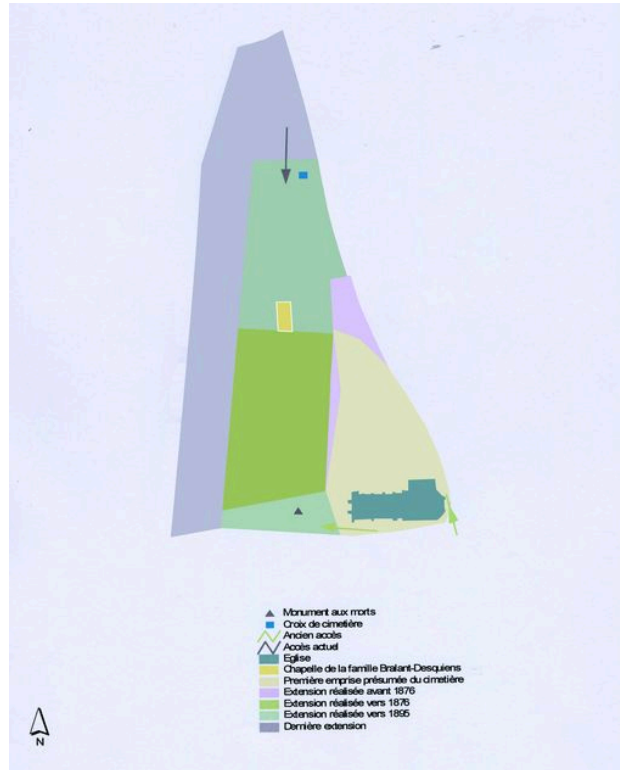 Monument aux morts
Croix de cimetière
Ancien accès
Accès actuel
Eglise
Chapelle de la famille Bralant-Desquiens
Première emprise présumée du cimetière
Extension réalisée avant 1876
Extension réalisée vers 1876
Extension réalisée vers 1895
Dernière extension
N